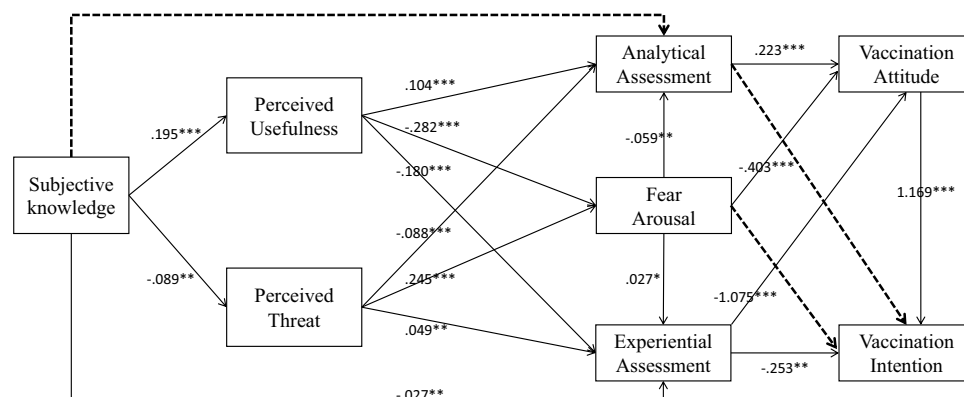 Analytical
Assessment
.223***
Vaccination
Attitude
.104***
Perceived
Usefulness
-.282***
.195***
-.059**
-.180***
-.403***
Subjective
knowledge
Fear
Arousal
1.169***
-.088***
-.089**
.245***
.027*
Perceived
Threat
-1.075***
.049**
Experiential
Assessment
-.253**
Vaccination
Intention
-.027**